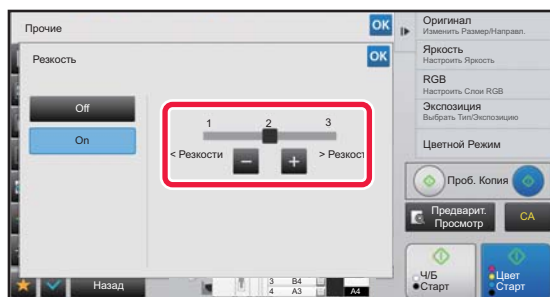 Прочие
OK
Резкость
OK
Off
On
1 2 3
< Резкости
> Резкост
Назад
3 B4
4 A3
A4
Оригинал
Изменить Размер/Направл.
Яркость
Настроить Яркость
RGB
Настроить Слои RGB
Экспозиция
Выбрать Тип/Экспозицию
Цветной Режим
Проб. Копия
Предварит.
Просмотр
CA
Ч/Б
Старт
Цвет
Старт